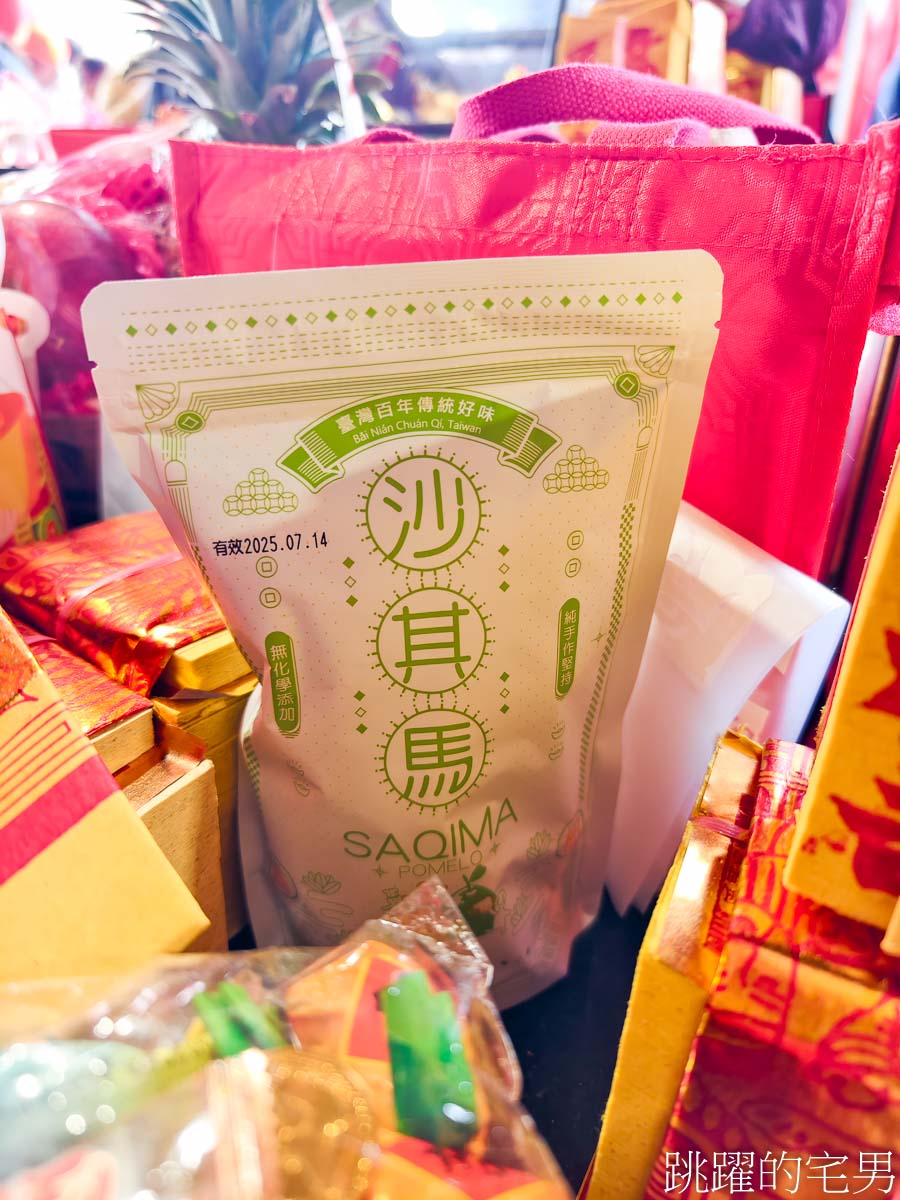 臺灣百年傳統好味
Bǎi Nián Chuán Qí, Taiwan
有效2025.07.14
沙其馬
無化學添加
純手作堅持
SAQIMA
POMELO
跳躍的宅男